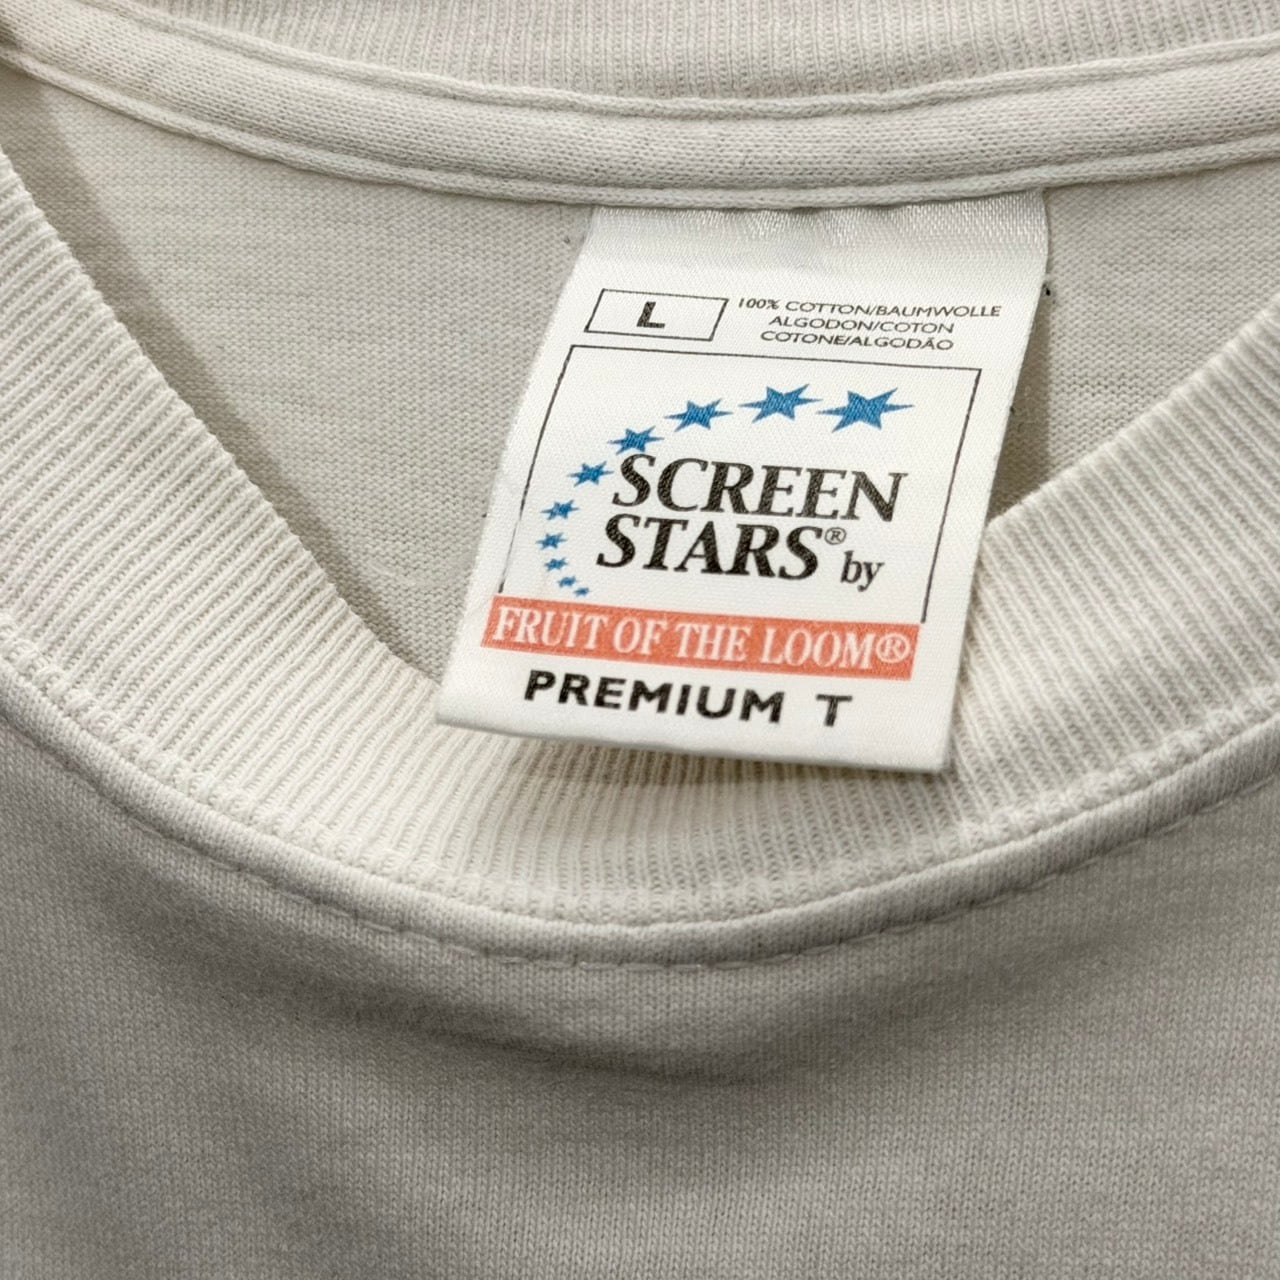 L
100% COTTON/BAUMWOLLE
ALGODON/COTON
COTONE/ALGODÃO
SCREEN
STARS® by
FRUIT OF THE LOOM®
PREMIUM T